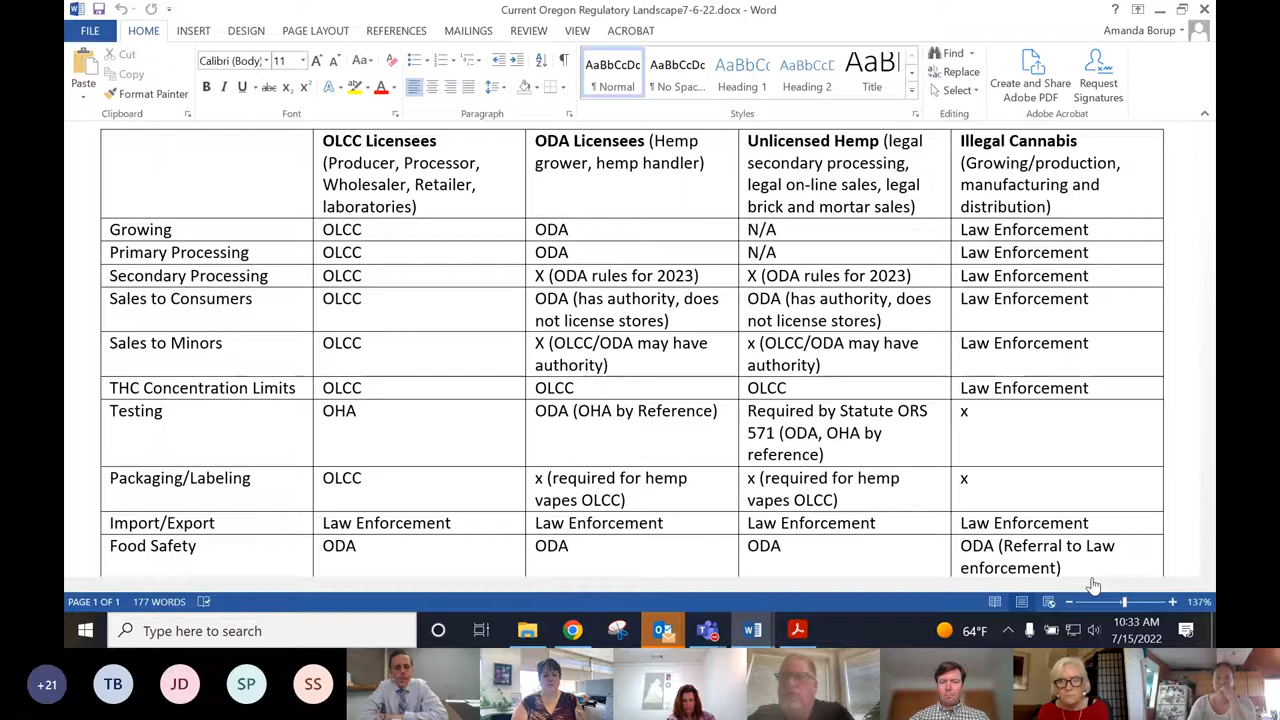 Current Oregon Regulatory Landscape7-6-22.docx - Word
FILE HOME INSERT DESIGN PAGE LAYOUT REFERENCES MAILINGS REVIEW VIEW ACROBAT
Amanda Borup
Paste
Cut
Copy
Format Painter
Clipboard
Calibri (Body) 11
Font
Paragraph
AaBbCcDc AaBbCcDc AaBbCc AaBbCcDc AaBb
¶ Normal ¶ No Spac... Heading 1 Heading 2 Title
Styles
Find
Replace
Select
Editing
Create and Share
Adobe PDF
Request
Signatures
Adobe Acrobat
OLCC Licensees
(Producer, Processor,
Wholesaler, Retailer,
laboratories)
ODA Licensees (Hemp
grower, hemp handler)
Unlicensed Hemp (legal
secondary processing,
legal on-line sales, legal
brick and mortar sales)
Illegal Cannabis
(Growing/production,
manufacturing and
distribution)
Growing OLCC ODA N/A Law Enforcement
Primary Processing OLCC ODA N/A Law Enforcement
Secondary Processing OLCC X (ODA rules for 2023) X (ODA rules for 2023) Law Enforcement
Sales to Consumers OLCC
ODA (has authority, does
not license stores)
ODA (has authority, does
not license stores)
Law Enforcement
Sales to Minors OLCC
X (OLCC/ODA may have
authority)
x (OLCC/ODA may have
authority)
Law Enforcement
THC Concentration Limits OLCC OLCC OLCC Law Enforcement
Testing OHA ODA (OHA by Reference)
Required by Statute ORS
571 (ODA, OHA by
reference)
x
Packaging/Labeling OLCC
x (required for hemp
vapes OLCC)
x (required for hemp
vapes OLCC)
x
Import/Export Law Enforcement Law Enforcement Law Enforcement Law Enforcement
Food Safety ODA ODA ODA
ODA (Referral to Law
enforcement)
PAGE 1 OF 1 177 WORDS
137%
Type here to search
64°F
10:33 AM
7/15/2022
+21 TB JD SP SS